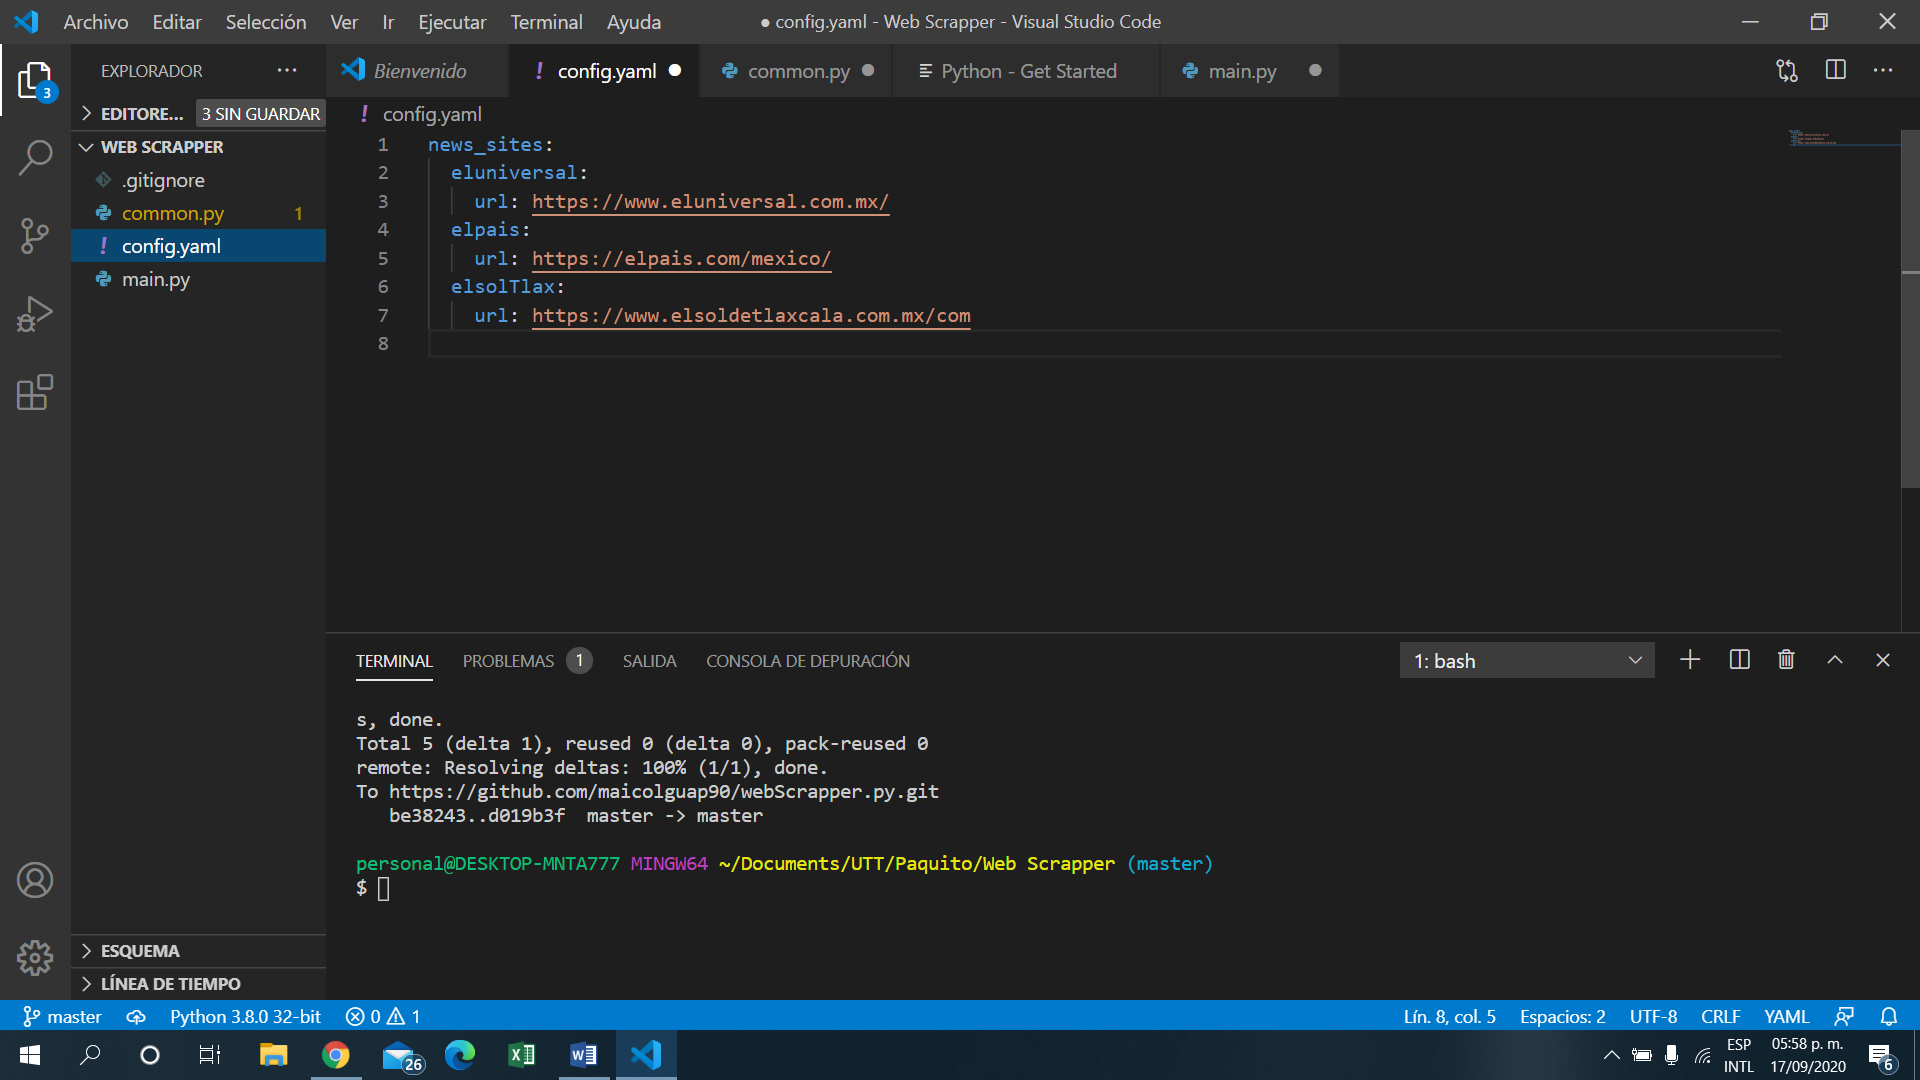 Archivo Editar Selección Ver Ir Ejecutar Terminal Ayuda
● config.yaml - Web Scrapper - Visual Studio Code
3
EXPLORADOR
Bienvenido
! config.yaml
common.py
Python - Get Started
main.py
EDITORE... 3 SIN GUARDAR
WEB SCRAPPER
.gitignore
common.py 1
! config.yaml
main.py
! config.yaml
1 news_sites:
2 eluniversal:
3 url: https://www.eluniversal.com.mx/
4 elpais:
5 url: https://elpais.com/mexico/
6 elsolTlax:
7 url: https://www.elsoldetlaxcala.com.mx/com
8
TERMINAL PROBLEMAS 1 SALIDA CONSOLA DE DEPURACIÓN
1: bash
s, done.
Total 5 (delta 1), reused 0 (delta 0), pack-reused 0
remote: Resolving deltas: 100% (1/1), done.
To https://github.com/maicolguap90/webScrapper.py.git
be38243..d019b3f master -> master
personal@DESKTOP-MNTA777 MINGW64 ~/Documents/UTT/Paquito/Web Scrapper (master)
$
ESQUEMA
LÍNEA DE TIEMPO
master Python 3.8.0 32-bit 0 1
Lín. 8, col. 5 Espacios: 2 UTF-8 CRLF YAML
26
ESP
INTL
05:58 p. m.
17/09/2020
6